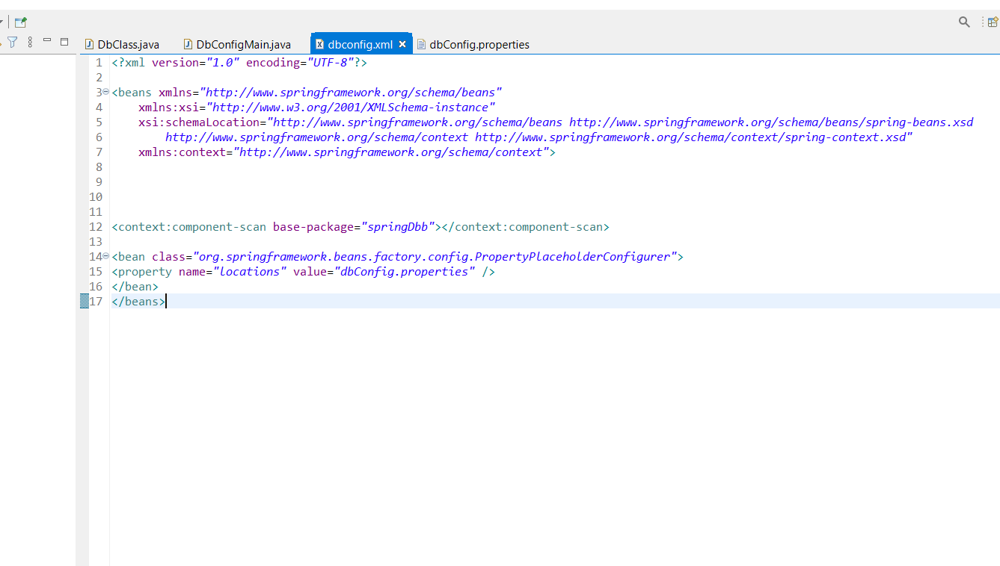 DbClass.java DbConfigMain.java dbconfig.xml dbConfig.properties
1 <?xml version="1.0" encoding="UTF-8"?>
2
3 <beans xmlns="http://www.springframework.org/schema/beans"
4 xmlns:xsi="http://www.w3.org/2001/XMLSchema-instance"
5 xsi:schemaLocation="http://www.springframework.org/schema/beans http://www.springframework.org/schema/beans/spring-beans.xsd
6 http://www.springframework.org/schema/context http://www.springframework.org/schema/context/spring-context.xsd"
7 xmlns:context="http://www.springframework.org/schema/context">
8
9
10
11
12 <context:component-scan base-package="springDbb"></context:component-scan>
13
14 <bean class="org.springframework.beans.factory.config.PropertyPlaceholderConfigurer">
15 <property name="locations" value="dbConfig.properties" />
16 </bean>
17 </beans>